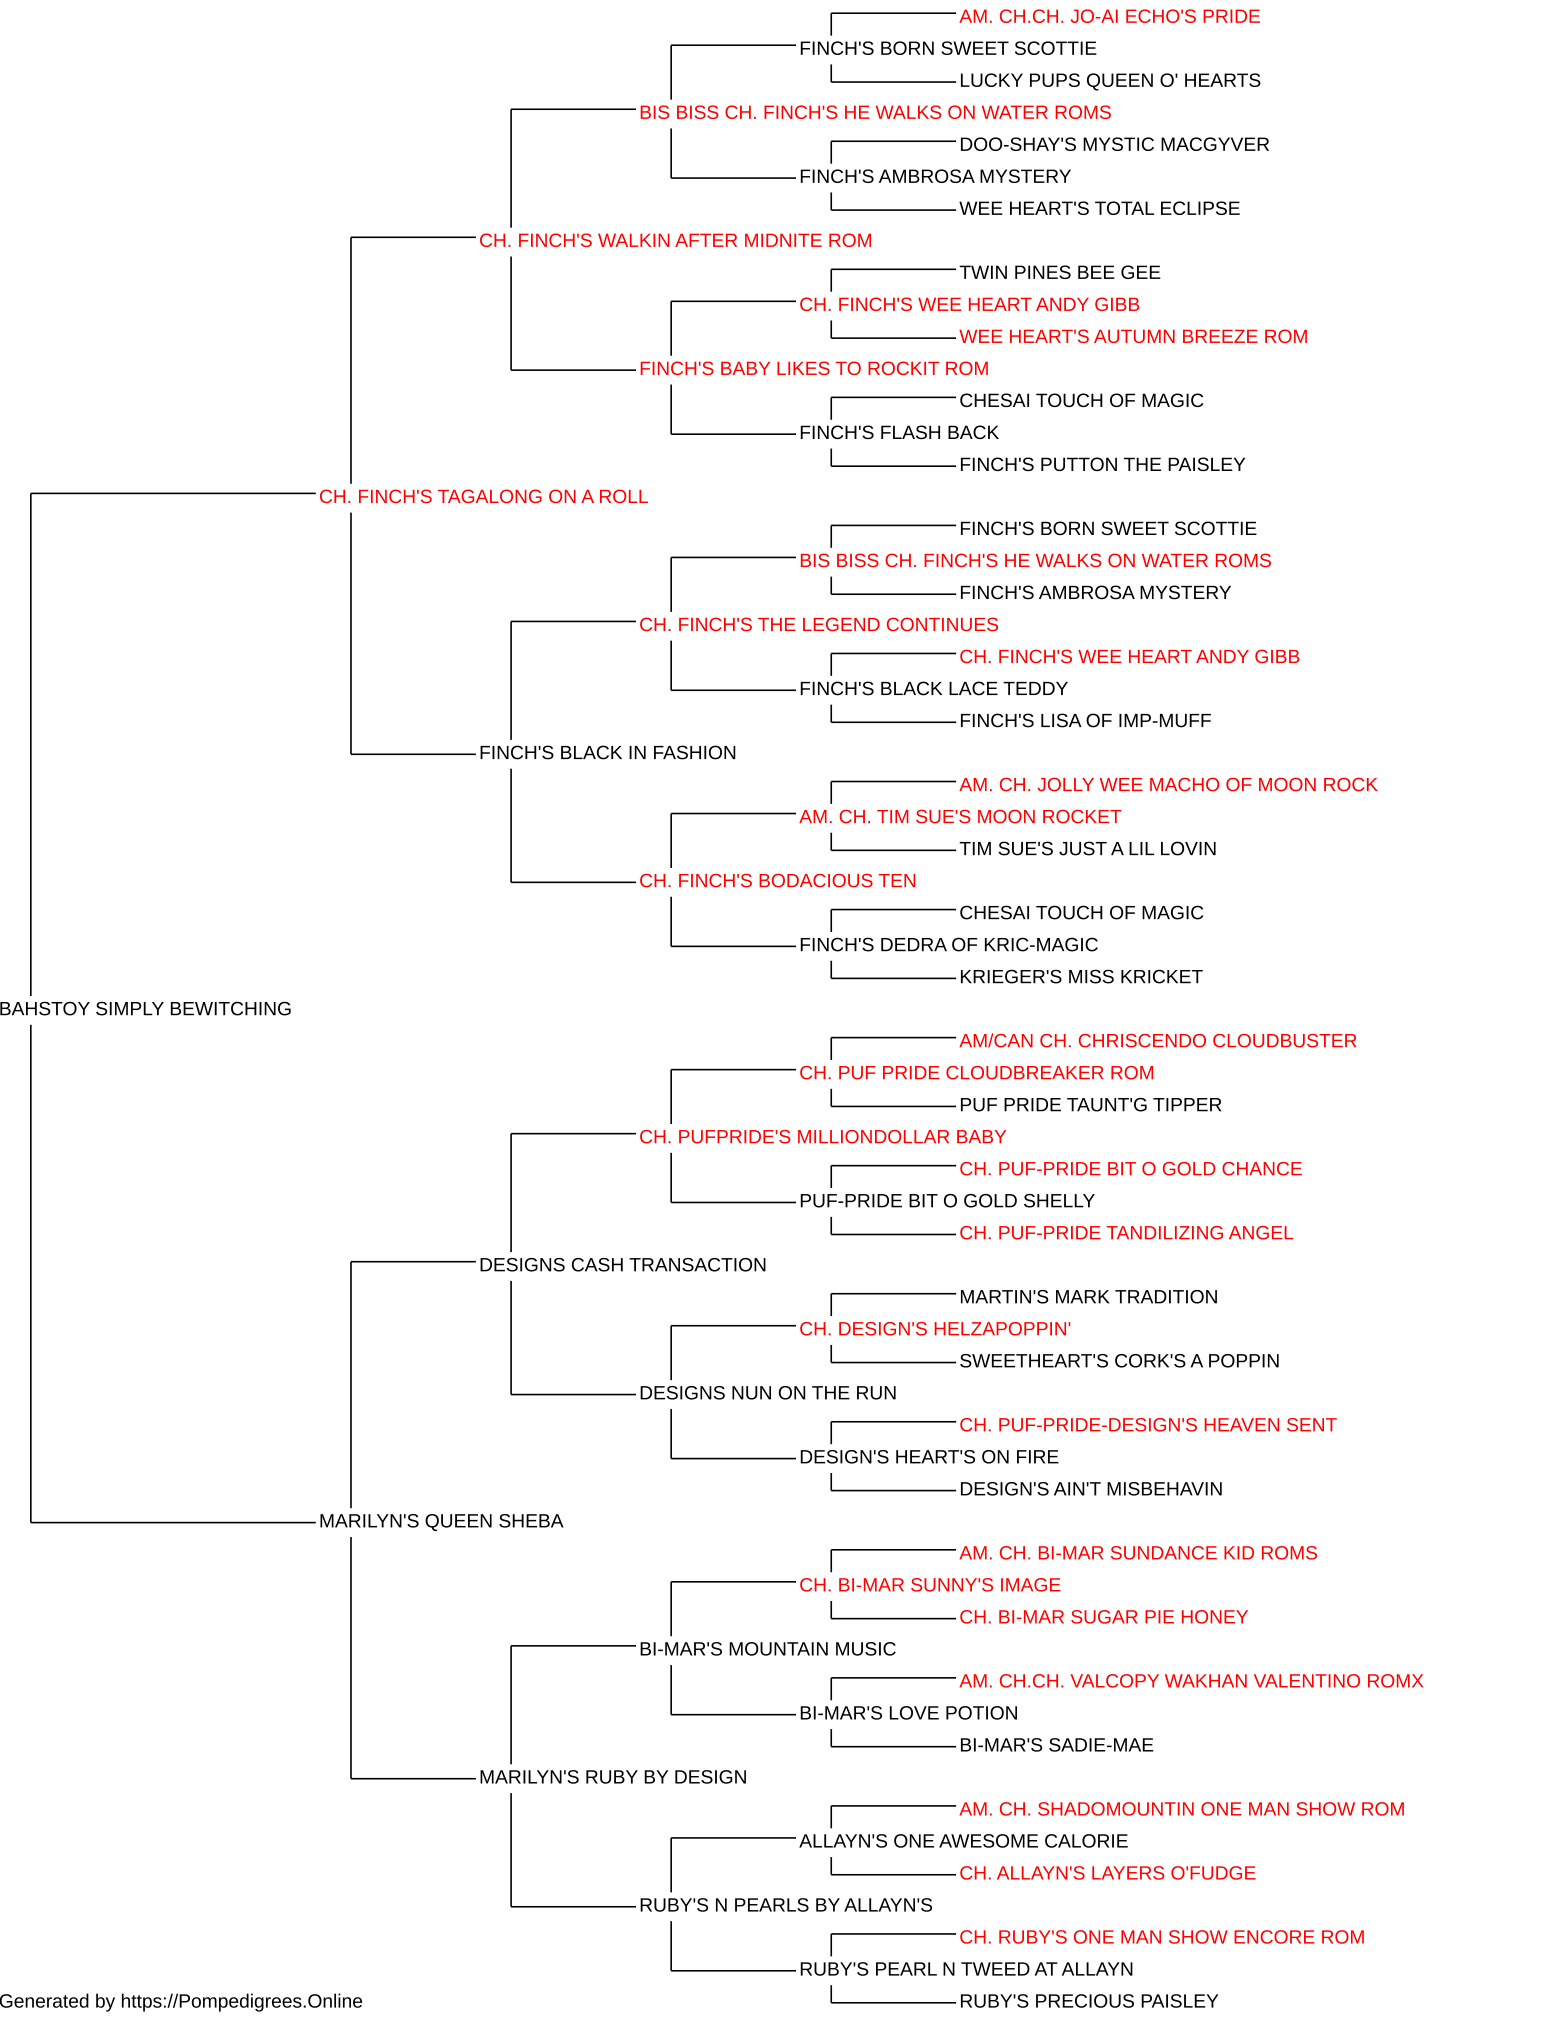 AM. CH.CH. JO-AI ECHO'S PRIDE
FINCH'S BORN SWEET SCOTTIE
LUCKY PUPS QUEEN O' HEARTS
BIS BISS CH. FINCH'S HE WALKS ON WATER ROMS
DOO-SHAY'S MYSTIC MACGYVER
FINCH'S AMBROSA MYSTERY
WEE HEART'S TOTAL ECLIPSE
CH. FINCH'S WALKIN AFTER MIDNITE ROM
TWIN PINES BEE GEE
CH. FINCH'S WEE HEART ANDY GIBB
WEE HEART'S AUTUMN BREEZE ROM
FINCH'S BABY LIKES TO ROCKIT ROM
CHESAI TOUCH OF MAGIC
FINCH'S FLASH BACK
FINCH'S PUTTON THE PAISLEY
CH. FINCH'S TAGALONG ON A ROLL
FINCH'S BORN SWEET SCOTTIE
BIS BISS CH. FINCH'S HE WALKS ON WATER ROMS
FINCH'S AMBROSA MYSTERY
CH. FINCH'S THE LEGEND CONTINUES
CH. FINCH'S WEE HEART ANDY GIBB
FINCH'S BLACK LACE TEDDY
FINCH'S LISA OF IMP-MUFF
FINCH'S BLACK IN FASHION
AM. CH. JOLLY WEE MACHO OF MOON ROCK
AM. CH. TIM SUE'S MOON ROCKET
TIM SUE'S JUST A LIL LOVIN
CH. FINCH'S BODACIOUS TEN
CHESAI TOUCH OF MAGIC
FINCH'S DEDRA OF KRIC-MAGIC
KRIEGER'S MISS KRICKET
BAHSTOY SIMPLY BEWITCHING
AM/CAN CH. CHRISCENDO CLOUDBUSTER
CH. PUF PRIDE CLOUDBREAKER ROM
PUF PRIDE TAUNT'G TIPPER
CH. PUFPRIDE'S MILLIONDOLLAR BABY
CH. PUF-PRIDE BIT O GOLD CHANCE
PUF-PRIDE BIT O GOLD SHELLY
CH. PUF-PRIDE TANDILIZING ANGEL
DESIGNS CASH TRANSACTION
MARTIN'S MARK TRADITION
CH. DESIGN'S HELZAPOPPIN'
SWEETHEART'S CORK'S A POPPIN
DESIGNS NUN ON THE RUN
CH. PUF-PRIDE-DESIGN'S HEAVEN SENT
DESIGN'S HEART'S ON FIRE
DESIGN'S AIN'T MISBEHAVIN
MARILYN'S QUEEN SHEBA
AM. CH. BI-MAR SUNDANCE KID ROMS
CH. BI-MAR SUNNY'S IMAGE
CH. BI-MAR SUGAR PIE HONEY
BI-MAR'S MOUNTAIN MUSIC
AM. CH.CH. VALCOPY WAKHAN VALENTINO ROMX
BI-MAR'S LOVE POTION
BI-MAR'S SADIE-MAE
MARILYN'S RUBY BY DESIGN
AM. CH. SHADOMOUNTIN ONE MAN SHOW ROM
ALLAYN'S ONE AWESOME CALORIE
CH. ALLAYN'S LAYERS O'FUDGE
RUBY'S N PEARLS BY ALLAYN'S
CH. RUBY'S ONE MAN SHOW ENCORE ROM
RUBY'S PEARL N TWEED AT ALLAYN
RUBY'S PRECIOUS PAISLEY
Generated by https://Pompedigrees.Online